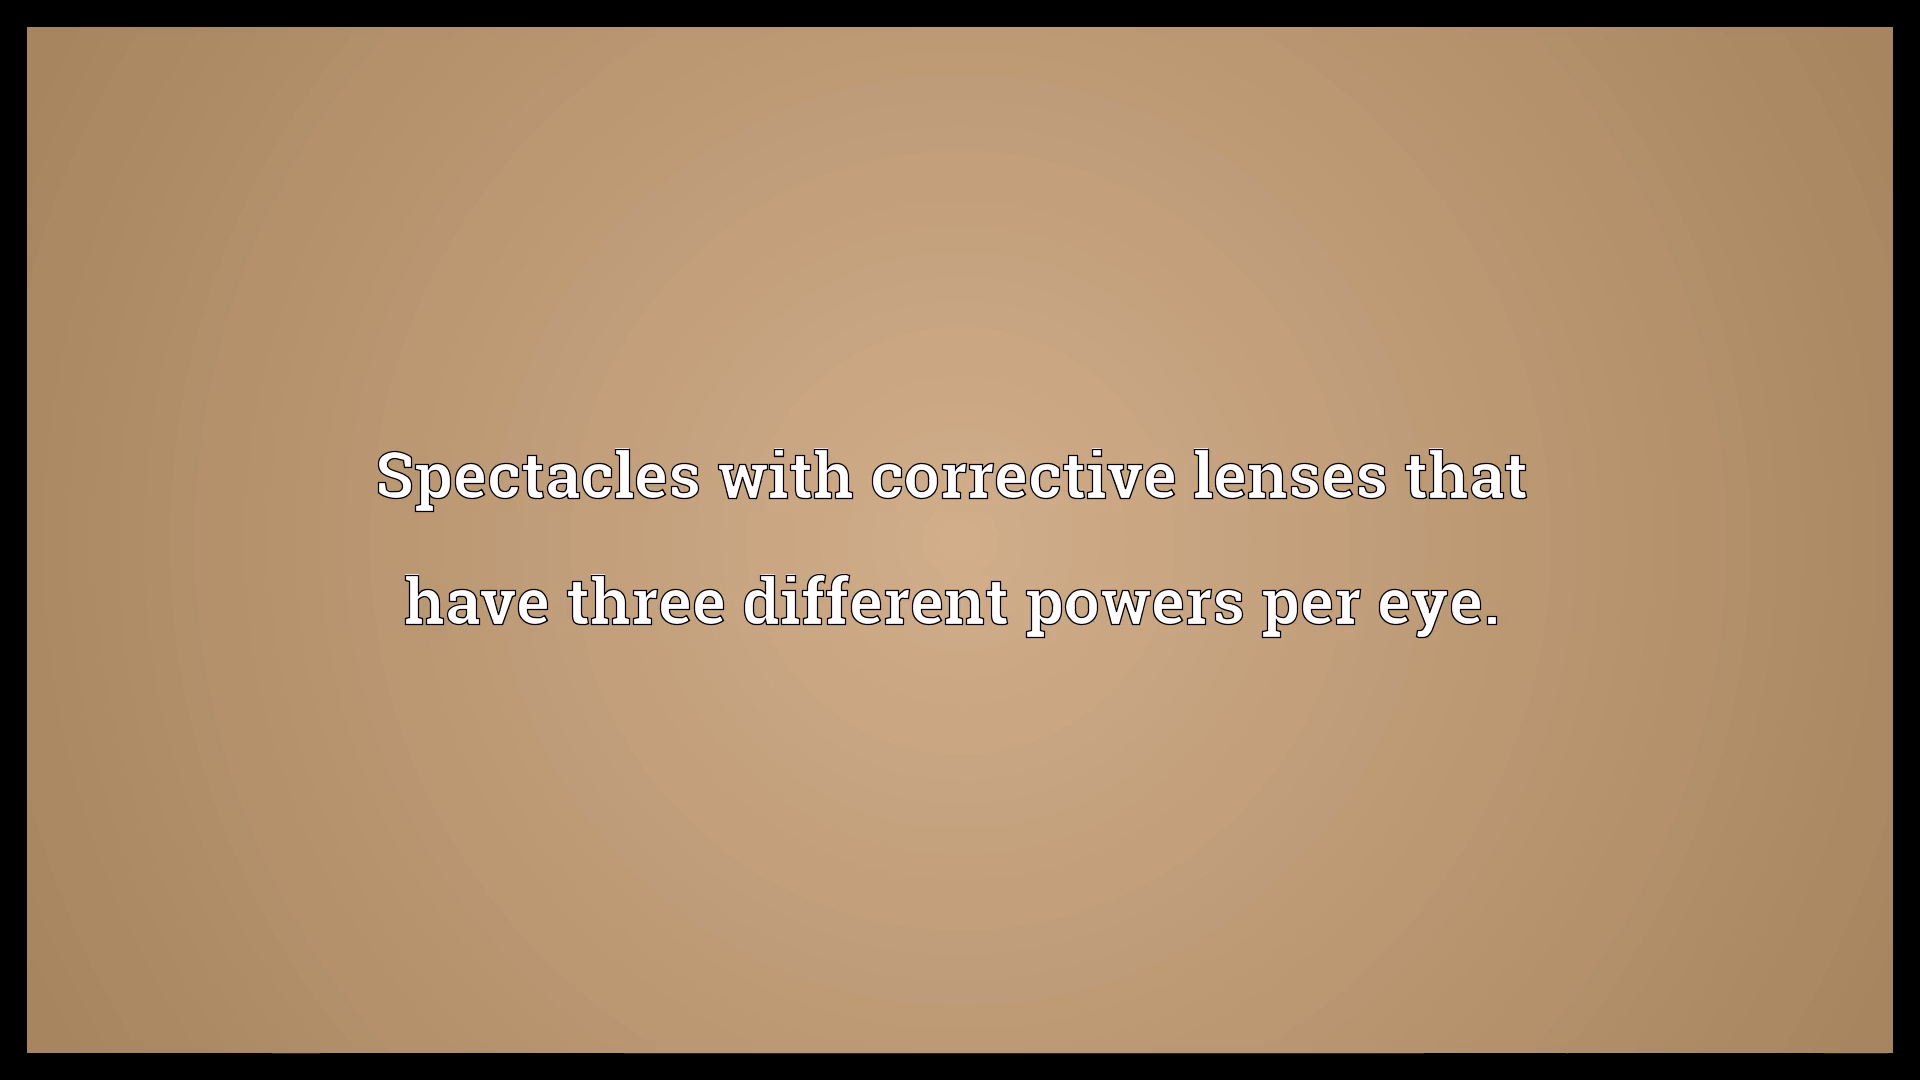 Spectacles with corrective lenses that
have three different powers per eye.